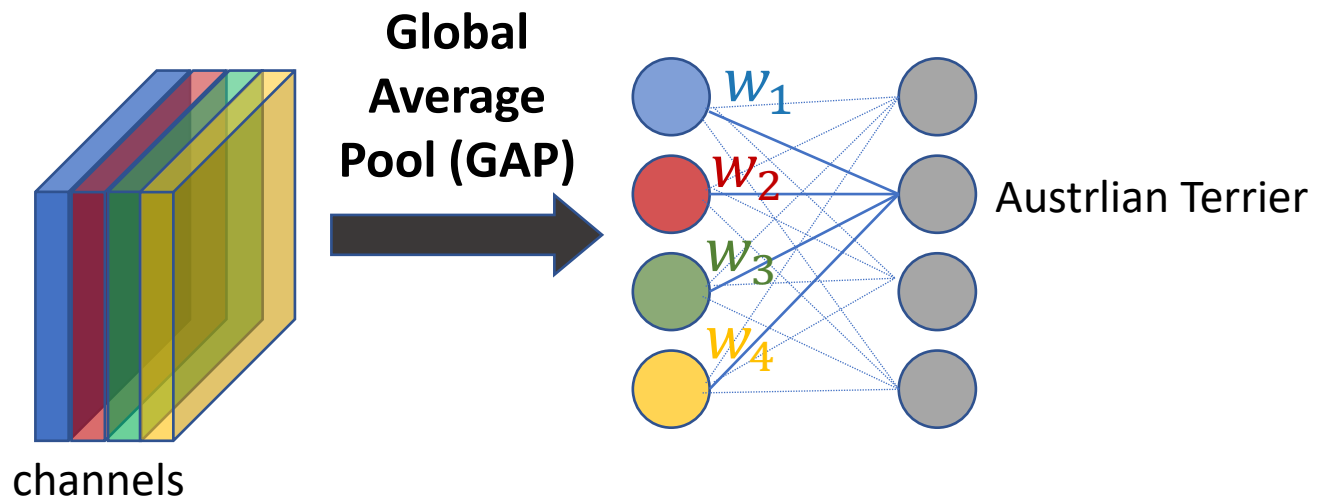 Global
Average
Pool (GAP)
w₁
w₂
w₃
w₄
Austrlian Terrier
channels